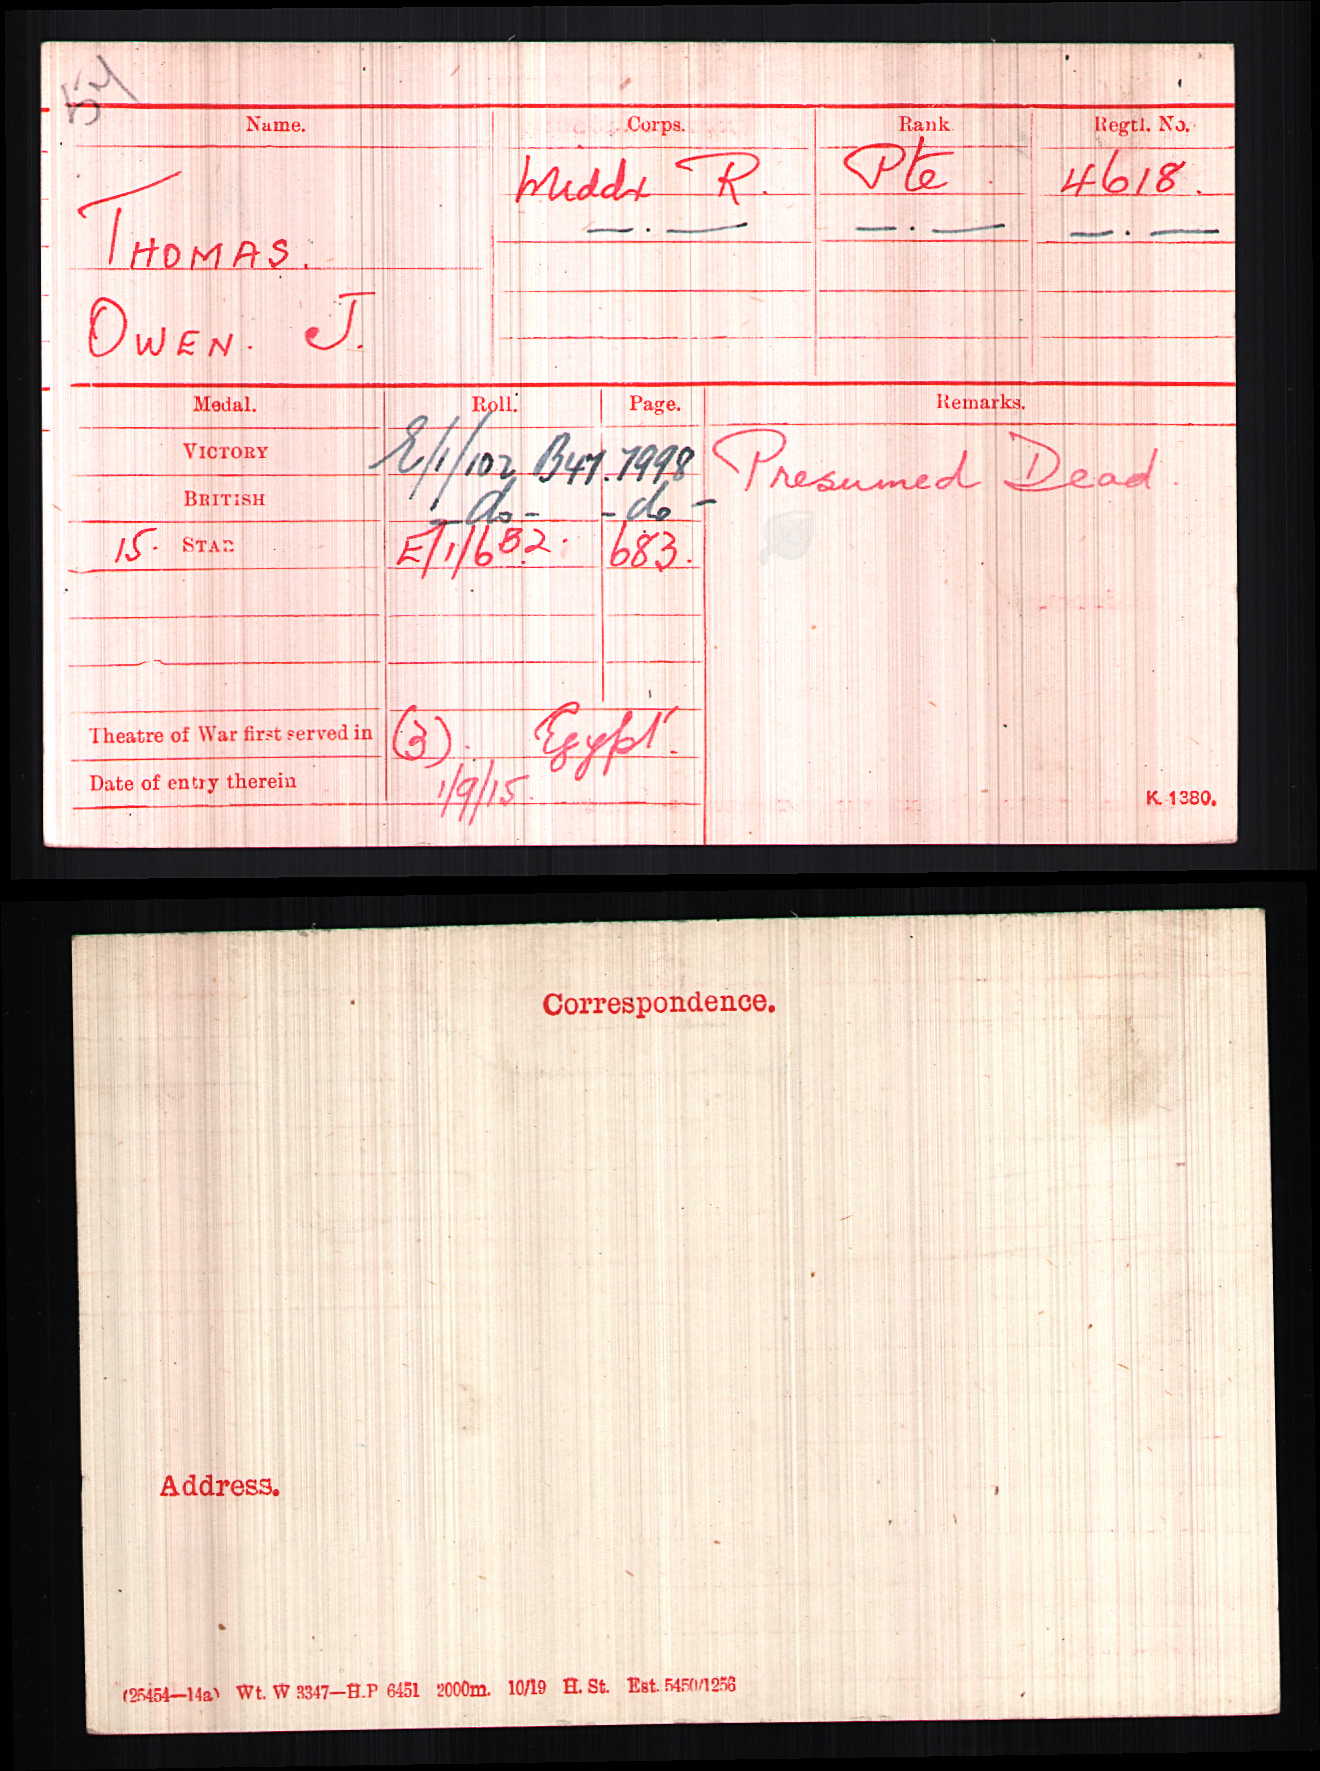 54
Name. Corps. Rank Regtl. No.
THOMAS. Middx R. Pte 4618.
—.— —.— —.—
OWEN. J.
Medal. Roll. Page. Remarks.
VICTORY E/1/102 B47. 7998 Presumed Dead.
BRITISH - do - - do -
15. STAR E/1/6B2. 683.
Theatre of War first served in (3). Egypt.
Date of entry therein 1/9/15.
K. 1380.
Correspondence.
Address.
(25454—14a) Wt. W 3347—H.P 6451 2000m. 10/19 H. St. Est. 5450/1256